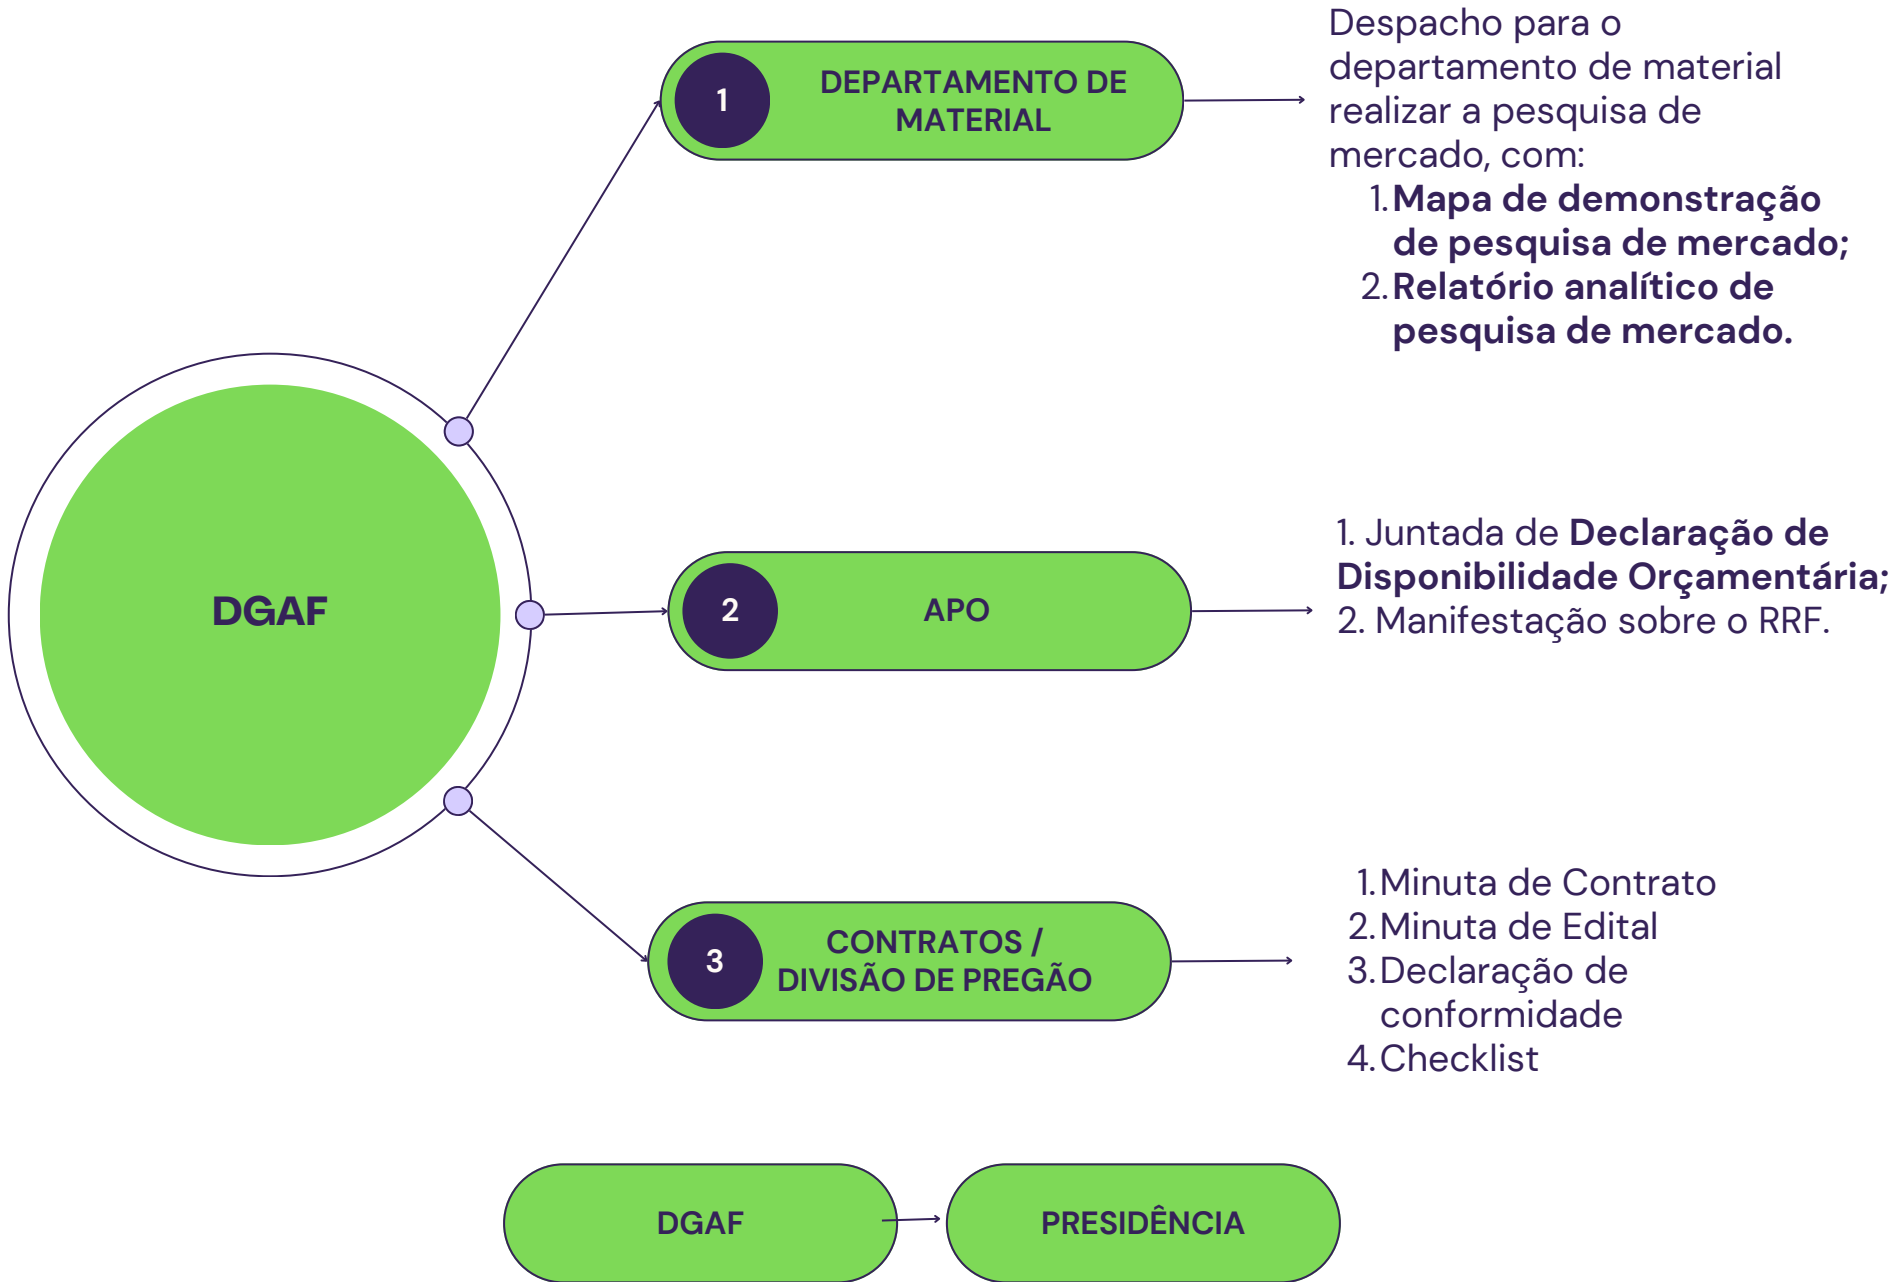 DGAF
1
DEPARTAMENTO DE
MATERIAL
Despacho para o
departamento de material
realizar a pesquisa de
mercado, com:
1. Mapa de demonstração
de pesquisa de mercado;
2. Relatório analítico de
pesquisa de mercado.
2
APO
1. Juntada de Declaração de
Disponibilidade Orçamentária;
2. Manifestação sobre o RRF.
3
CONTRATOS /
DIVISÃO DE PREGÃO
1. Minuta de Contrato
2. Minuta de Edital
3. Declaração de
conformidade
4. Checklist
DGAF
PRESIDÊNCIA